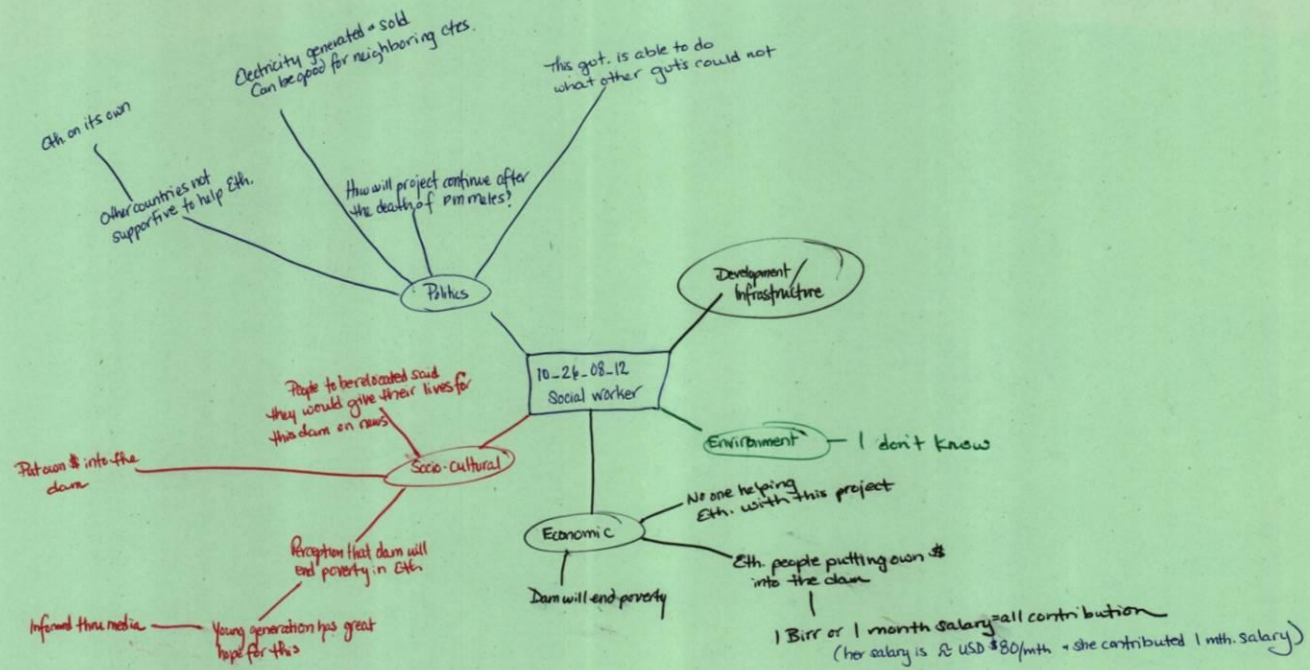 Electricity generated + sold
Can be good for neighboring ctes.
This gvt. is able to do
what other gvts could not
Eth on its own
Other countries not
supportive to help Eth.
How will project continue after
the death of PM Meles?
Politics
Development/
Infrastructure
10-26-08-12
Social worker
People to be relocated said
they would give their lives for
this dam on news
Socio-cultural
Put own $ into the
dam
Perception that dam will
end poverty in Eth
Young generation has great
hope for this
Informed thru media
Environment
I don't know
Economic
No one helping
Eth. with this project
Eth. people putting own $
into the dam
1 Birr or 1 month salary=all contribution
(her salary is ≈ USD $80/mth + she contributed 1 mth. salary)
Dam will end poverty